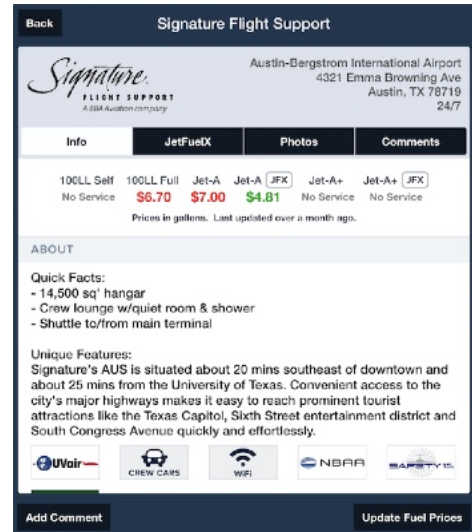 Back
Signature Flight Support
Signature.
FLIGHT SUPPORT
A BBA Aviation company
Austin-Bergstrom International Airport
4321 Emma Browning Ave
Austin, TX 78719
24/7
Info JetFuelX Photos Comments
100LL Self 100LL Full Jet-A Jet-A JFX Jet-A+ Jet-A+ JFX
No Service $6.70 $7.00 $4.81 No Service No Service
Prices in gallons. Last updated over a month ago.
ABOUT
Quick Facts:
- 14,500 sq' hangar
- Crew lounge w/quiet room & shower
- Shuttle to/from main terminal
Unique Features:
Signature's AUS is situated about 20 mins southeast of downtown and
about 25 mins from the University of Texas. Convenient access to the
city's major highways makes it easy to reach prominent tourist
attractions like the Texas Capitol, Sixth Street entertainment district and
South Congress Avenue quickly and effortlessly.
UVair CREW CARS WiFi NBAA
Add Comment Update Fuel Prices